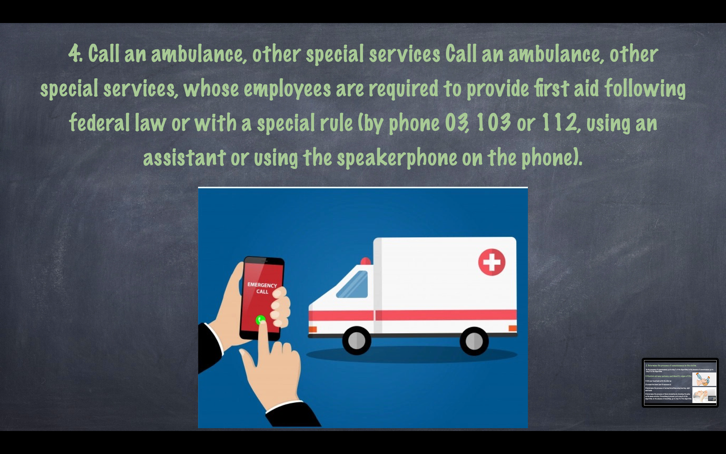 4. Call an ambulance, other special services Call an ambulance, other
special services, whose employees are required to provide first aid following
federal law or with a special rule (by phone 03, 103 or 112, using an
assistant or using the speakerphone on the phone).
EMERGENCY
CALL